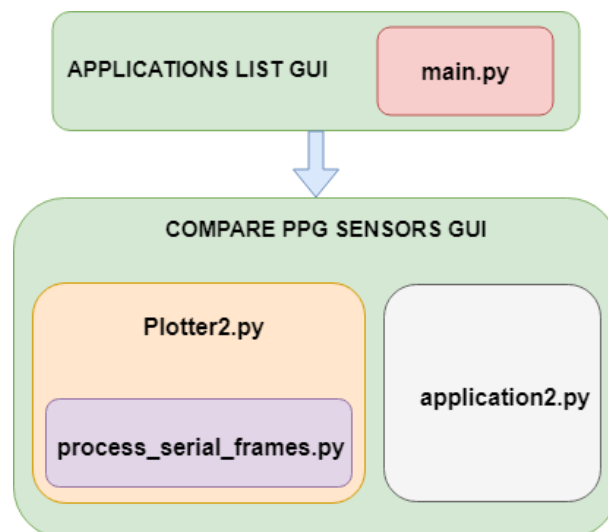 APPLICATIONS LIST GUI
main.py
COMPARE PPG SENSORS GUI
Plotter2.py
process_serial_frames.py
application2.py